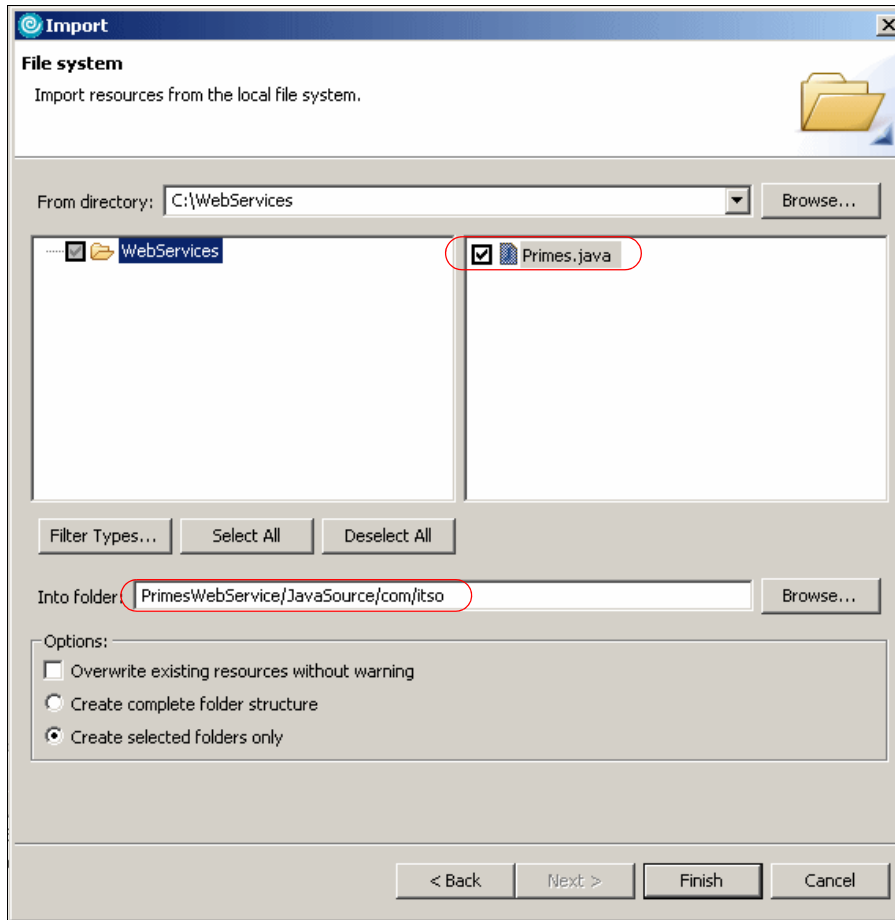 Import
File system
Import resources from the local file system.
From directory: C:\WebServices Browse...
WebServices
Primes.java
Filter Types... Select All Deselect All
Into folder: PrimesWebService/JavaSource/com/itso Browse...
Options:
Overwrite existing resources without warning
Create complete folder structure
Create selected folders only
< Back Next > Finish Cancel